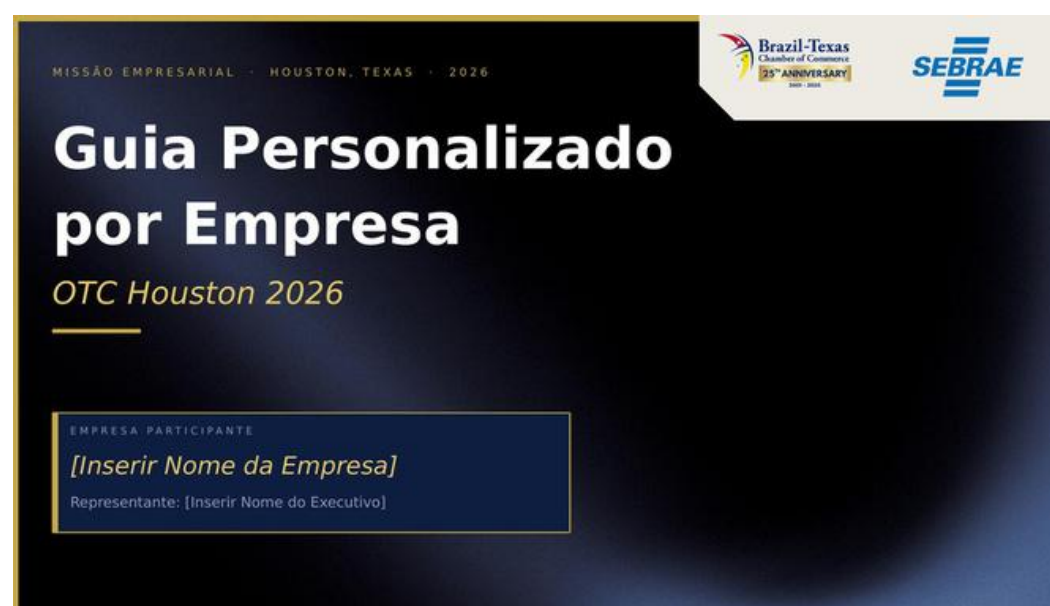 MISSÃO EMPRESARIAL · HOUSTON, TEXAS · 2026
Brazil-Texas
Chamber of Commerce
25TH ANNIVERSARY
SEBRAE
Guia Personalizado
por Empresa
OTC Houston 2026
EMPRESA PARTICIPANTE
[Inserir Nome da Empresa]
Representante: [Inserir Nome do Executivo]